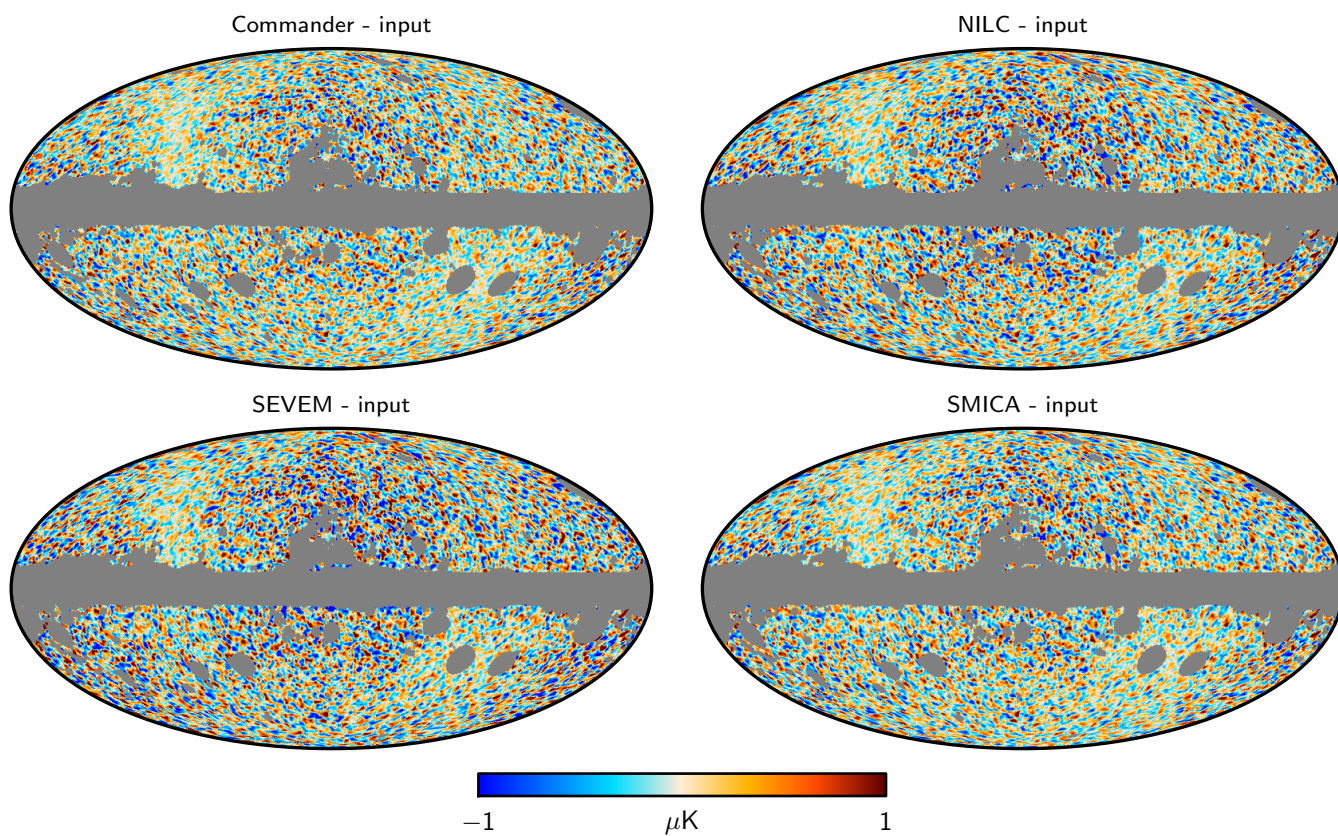 Commander - input
NILC - input
SEVEM - input
SMICA - input
−1 μK 1